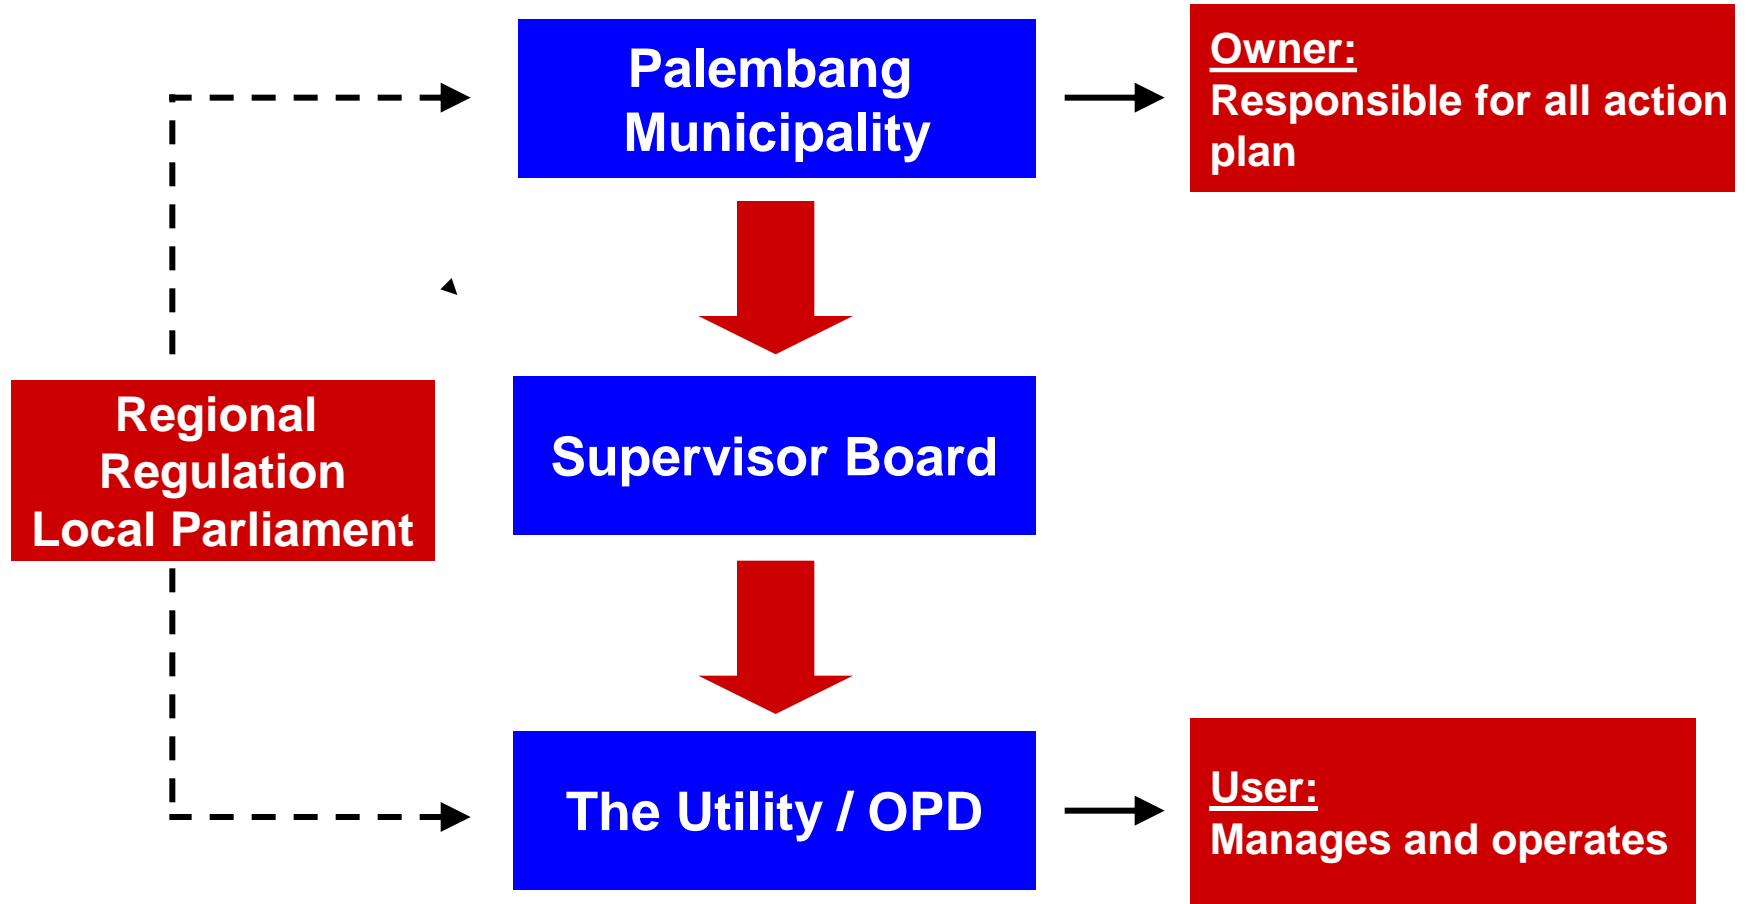 Palembang
Municipality
Owner:
Responsible for all action
plan
Regional
Regulation
Local Parliament
Supervisor Board
The Utility / OPD
User:
Manages and operates